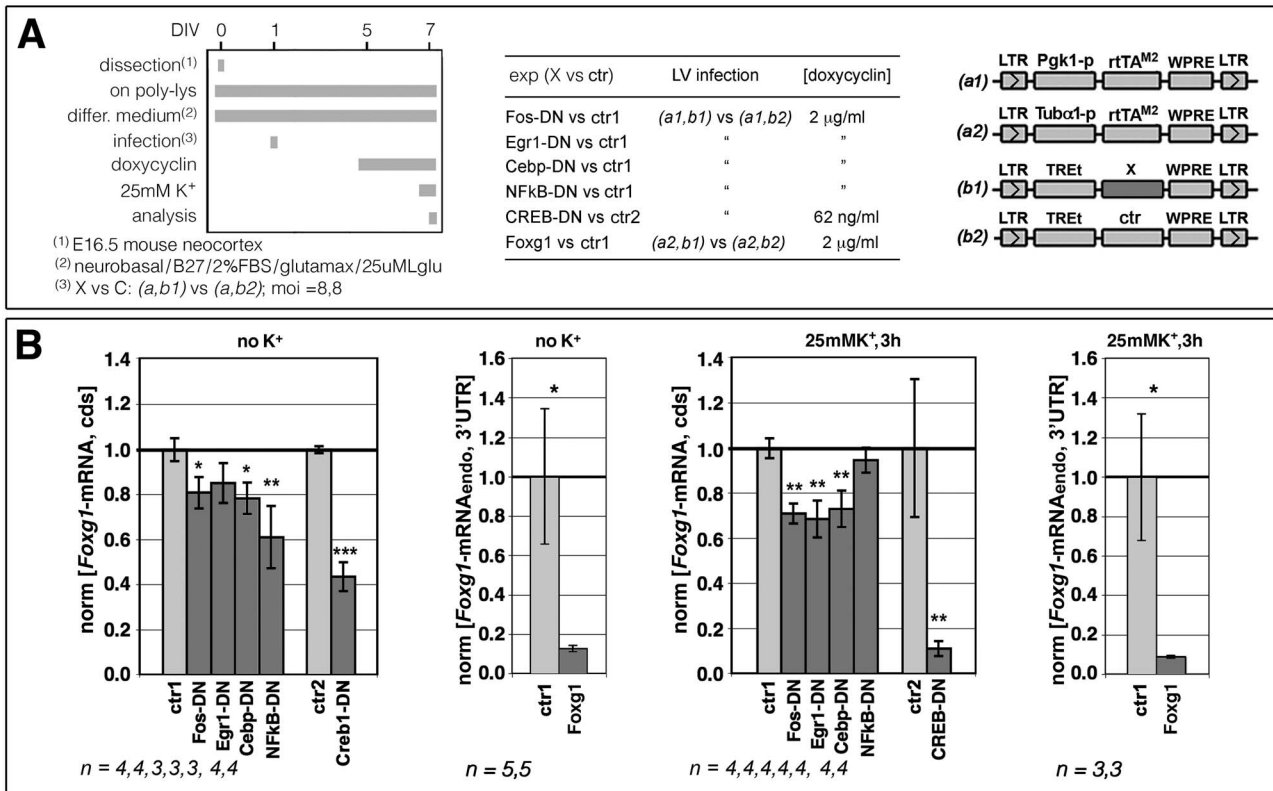 A
DIV 0 1 5 7
dissection(1)
on poly-lys
differ. medium(2)
infection(3)
doxycyclin
25mM K+
analysis
(1) E16.5 mouse neocortex
(2) neurobasal/B27/2%FBS/glutamax/25uMLglu
(3) X vs C: (a,b1) vs (a,b2); moi =8,8
exp (X vs ctr) LV infection [doxycyclin]
Fos-DN vs ctr1 (a1,b1) vs (a1,b2) 2 μg/ml
Egr1-DN vs ctr1 “ ”
Cebp-DN vs ctr1 “ ”
NFkB-DN vs ctr1 “ ”
CREB-DN vs ctr2 “ 62 ng/ml
Foxg1 vs ctr1 (a2,b1) vs (a2,b2) 2 μg/ml
LTR Pgk1-p rtTAM2 WPRE LTR
(a1)
LTR Tubα1-p rtTAM2 WPRE LTR
(a2)
LTR TREt X WPRE LTR
(b1)
LTR TREt ctr WPRE LTR
(b2)
B
no K+
norm [Foxg1-mRNA, cds]
1.4
1.2
1.0
0.8
0.6
0.4
0.2
0.0
* * ** ***
ctr1 Fos-DN Egr1-DN Cebp-DN NFkB-DN ctr2 Creb1-DN
n = 4,4,3,3,3, 4,4
no K+
norm [Foxg1-mRNAendo, 3’UTR]
1.6
1.4
1.2
1.0
0.8
0.6
0.4
0.2
0.0
*
ctr1 Foxg1
n = 5,5
25mMK+,3h
norm [Foxg1-mRNA, cds]
1.4
1.2
1.0
0.8
0.6
0.4
0.2
0.0
** ** ** **
ctr1 Fos-DN Egr1-DN Cebp-DN NFkB-DN ctr2 CREB-DN
n = 4,4,4,4,4, 4,4
25mMK+,3h
norm [Foxg1-mRNAendo, 3’UTR]
1.6
1.4
1.2
1.0
0.8
0.6
0.4
0.2
0.0
*
ctr1 Foxg1
n = 3,3